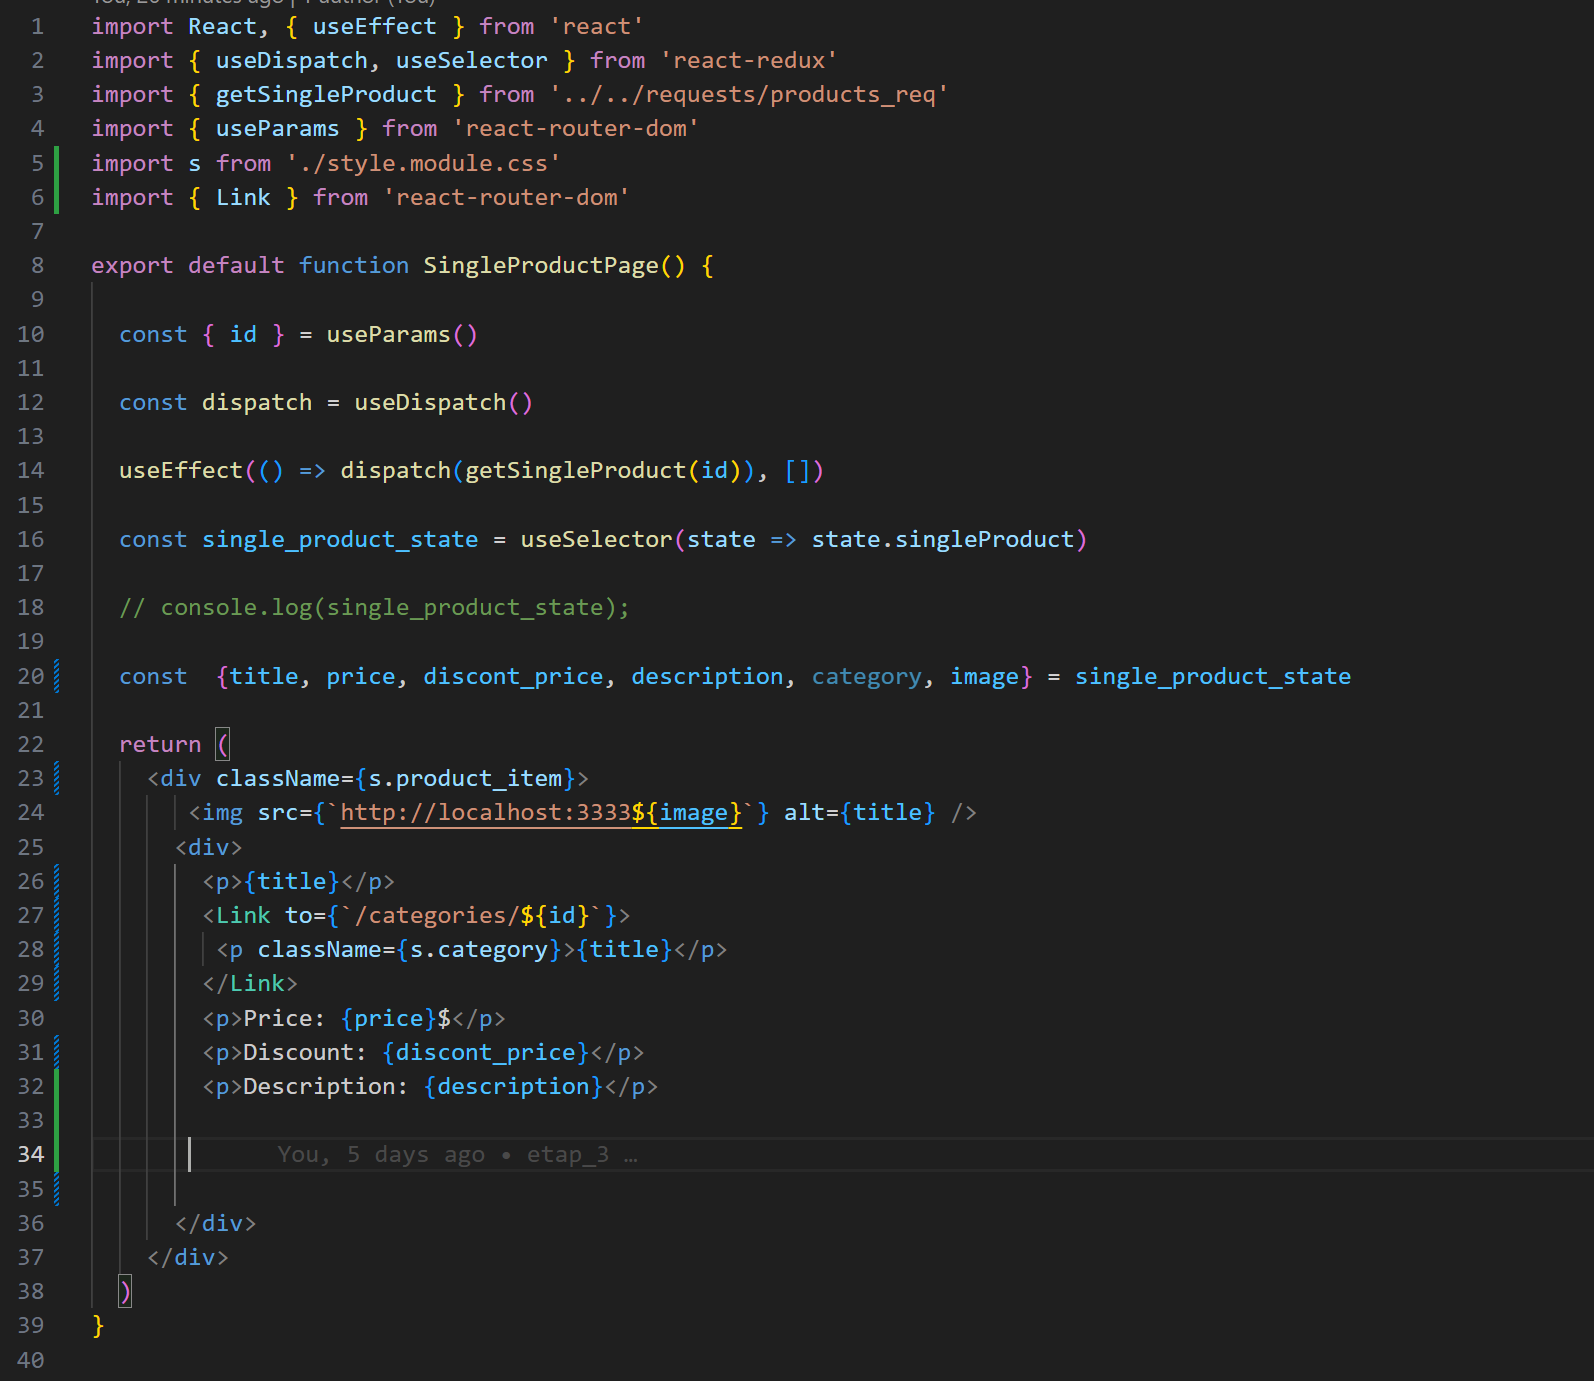 1 import React, { useEffect } from 'react'
2 import { useDispatch, useSelector } from 'react-redux'
3 import { getSingleProduct } from '../../requests/products_req'
4 import { useParams } from 'react-router-dom'
5 import s from './style.module.css'
6 import { Link } from 'react-router-dom'
7
8 export default function SingleProductPage() {
9
10   const { id } = useParams()
11
12   const dispatch = useDispatch()
13
14   useEffect(() => dispatch(getSingleProduct(id)), [])
15
16   const single_product_state = useSelector(state => state.singleProduct)
17
18   // console.log(single_product_state);
19
20   const  {title, price, discont_price, description, category, image} = single_product_state
21
22   return (
23     <div className={s.product_item}>
24        <img src={`http://localhost:3333${image}`} alt={title} />
25       <div>
26         <p>{title}</p>
27         <Link to={`/categories/${id}`}>
28          <p className={s.category}>{title}</p>
29         </Link>
30         <p>Price: {price}$</p>
31         <p>Discount: {discont_price}</p>
32         <p>Description: {description}</p>
33
34        You, 5 days ago • etap_3 …
35
36       </div>
37     </div>
38   )
39 }
40